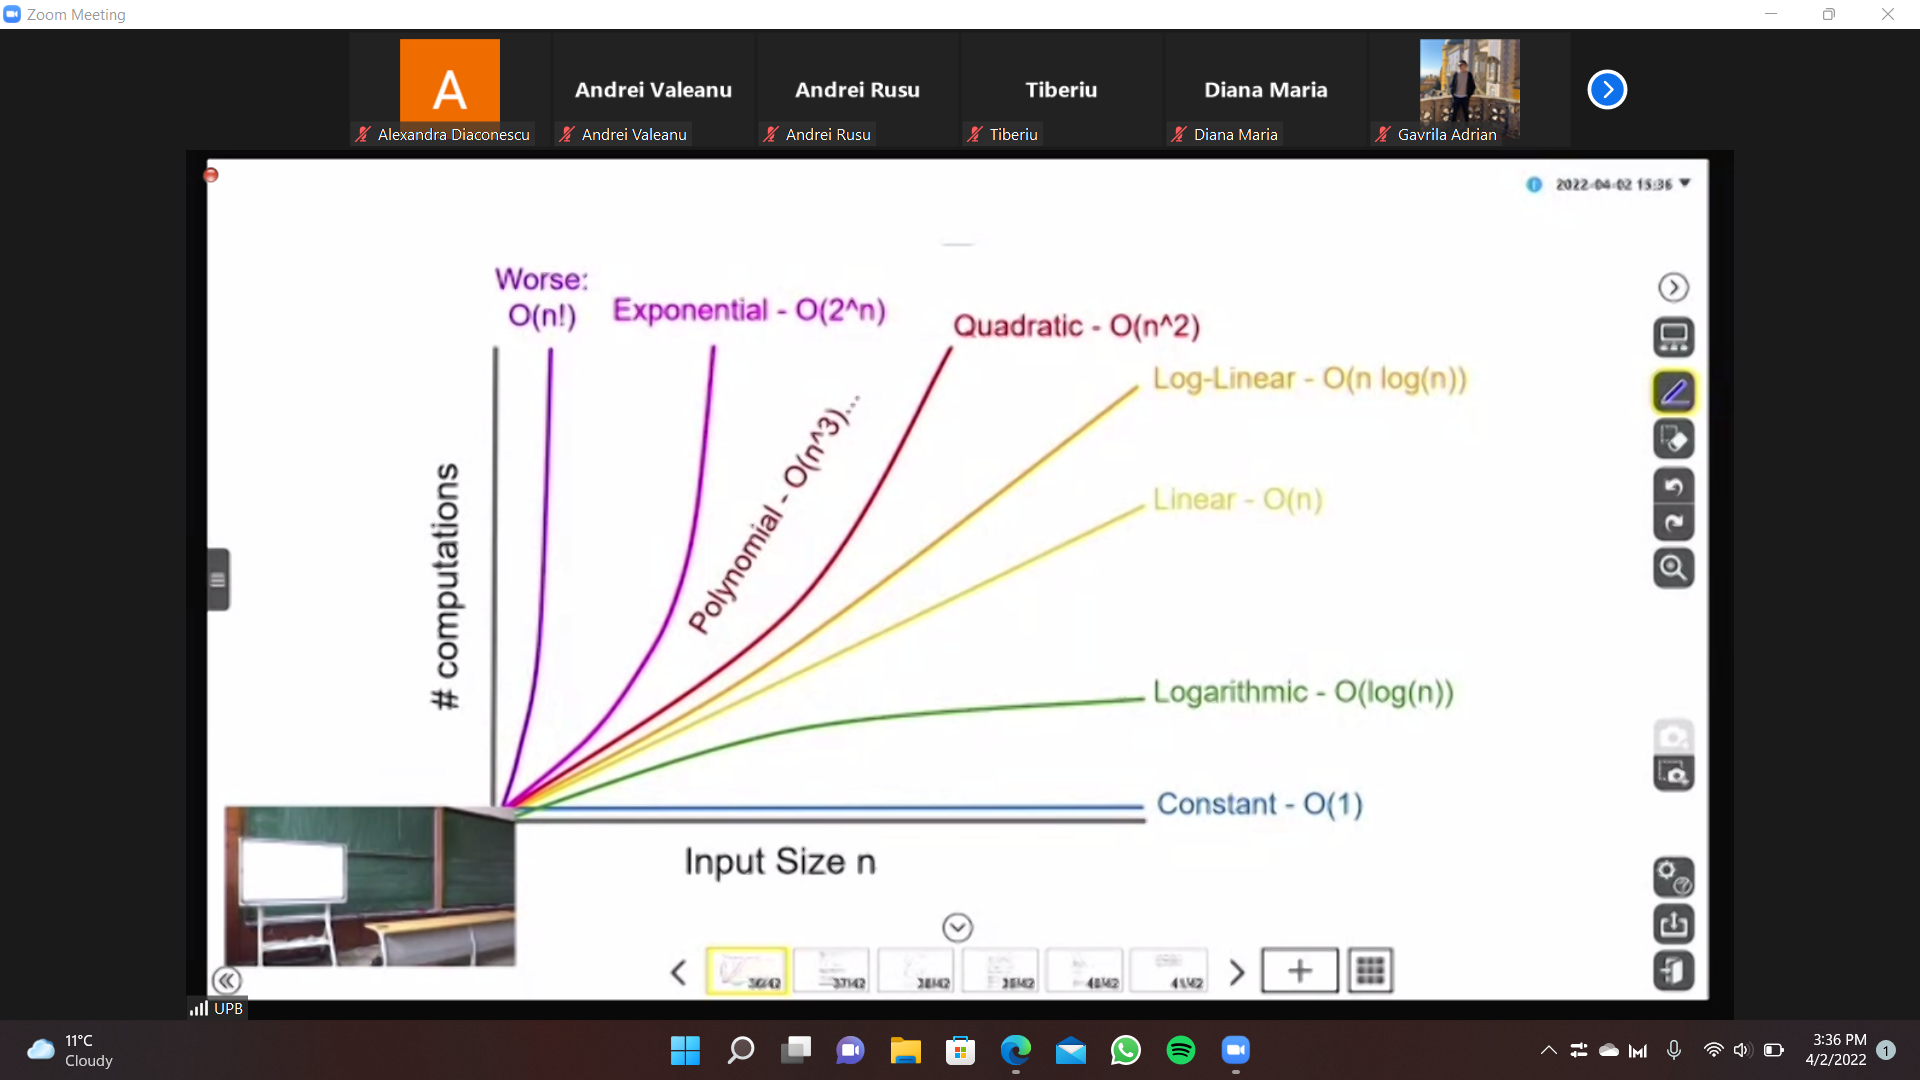 Zoom Meeting
A
Andrei Valeanu
Andrei Rusu
Tiberiu
Diana Maria
Alexandra Diaconescu
Andrei Valeanu
Andrei Rusu
Tiberiu
Diana Maria
Gavrila Adrian
2022-04-02 15:36
Worse:
O(n!)
Exponential - O(2^n)
Quadratic - O(n^2)
Log-Linear - O(n log(n))
Polynomial - O(n^3)...
Linear - O(n)
# computations
Logarithmic - O(log(n))
Constant - O(1)
Input Size n
36/42
37/42
38/42
39/42
40/42
41/42
UPB
11°C
Cloudy
3:36 PM
4/2/2022
1